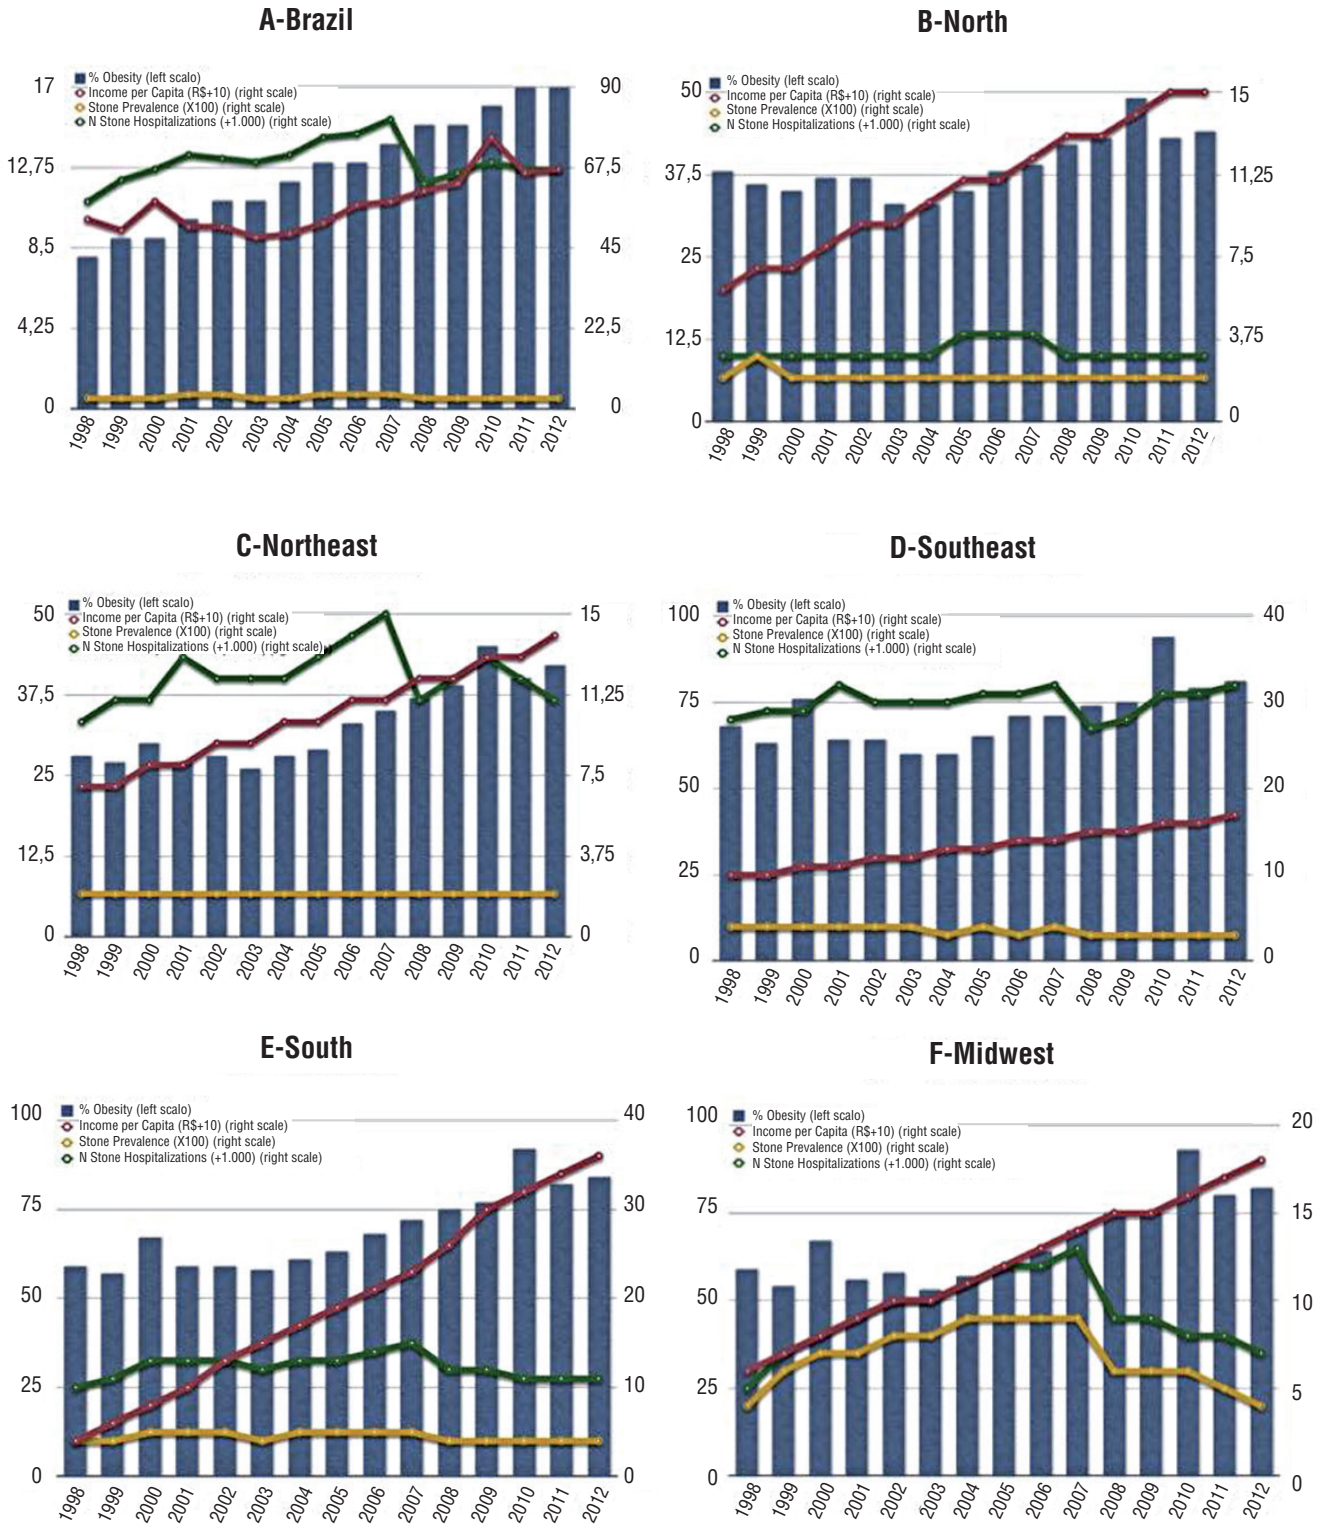 A-Brazil
% Obesity (left scalo)
Income per Capita (R$+10) (right scale)
Stone Prevalence (X100) (right scale)
N Stone Hospitalizations (+1.000) (right scale)
17
12,75
8,5
4,25
0
90
67,5
45
22,5
0
1998 1999 2000 2001 2002 2003 2004 2005 2006 2007 2008 2009 2010 2011 2012
B-North
% Obesity (left scalo)
Income per Capita (R$+10) (right scale)
Stone Prevalence (X100) (right scale)
N Stone Hospitalizations (+1.000) (right scale)
50
37,5
25
12,5
0
15
11,25
7,5
3,75
0
1998 1999 2000 2001 2002 2003 2004 2005 2006 2007 2008 2009 2010 2011 2012
C-Northeast
% Obesity (left scalo)
Income per Capita (R$+10) (right scale)
Stone Prevalence (X100) (right scale)
N Stone Hospitalizations (+1.000) (right scale)
50
37,5
25
12,5
0
15
11,25
7,5
3,75
0
1998 1999 2000 2001 2002 2003 2004 2005 2006 2007 2008 2009 2010 2011 2012
D-Southeast
% Obesity (left scalo)
Income per Capita (R$+10) (right scale)
Stone Prevalence (X100) (right scale)
N Stone Hospitalizations (+1.000) (right scale)
100
75
50
25
0
40
30
20
10
0
1998 1999 2000 2001 2002 2003 2004 2005 2006 2007 2008 2009 2010 2011 2012
E-South
% Obesity (left scalo)
Income per Capita (R$+10) (right scale)
Stone Prevalence (X100) (right scale)
N Stone Hospitalizations (+1.000) (right scale)
100
75
50
25
0
40
30
20
10
0
1998 1999 2000 2001 2002 2003 2004 2005 2006 2007 2008 2009 2010 2011 2012
F-Midwest
% Obesity (left scalo)
Income per Capita (R$+10) (right scale)
Stone Prevalence (X100) (right scale)
N Stone Hospitalizations (+1.000) (right scale)
100
75
50
25
0
20
15
10
5
0
1998 1999 2000 2001 2002 2003 2004 2005 2006 2007 2008 2009 2010 2011 2012